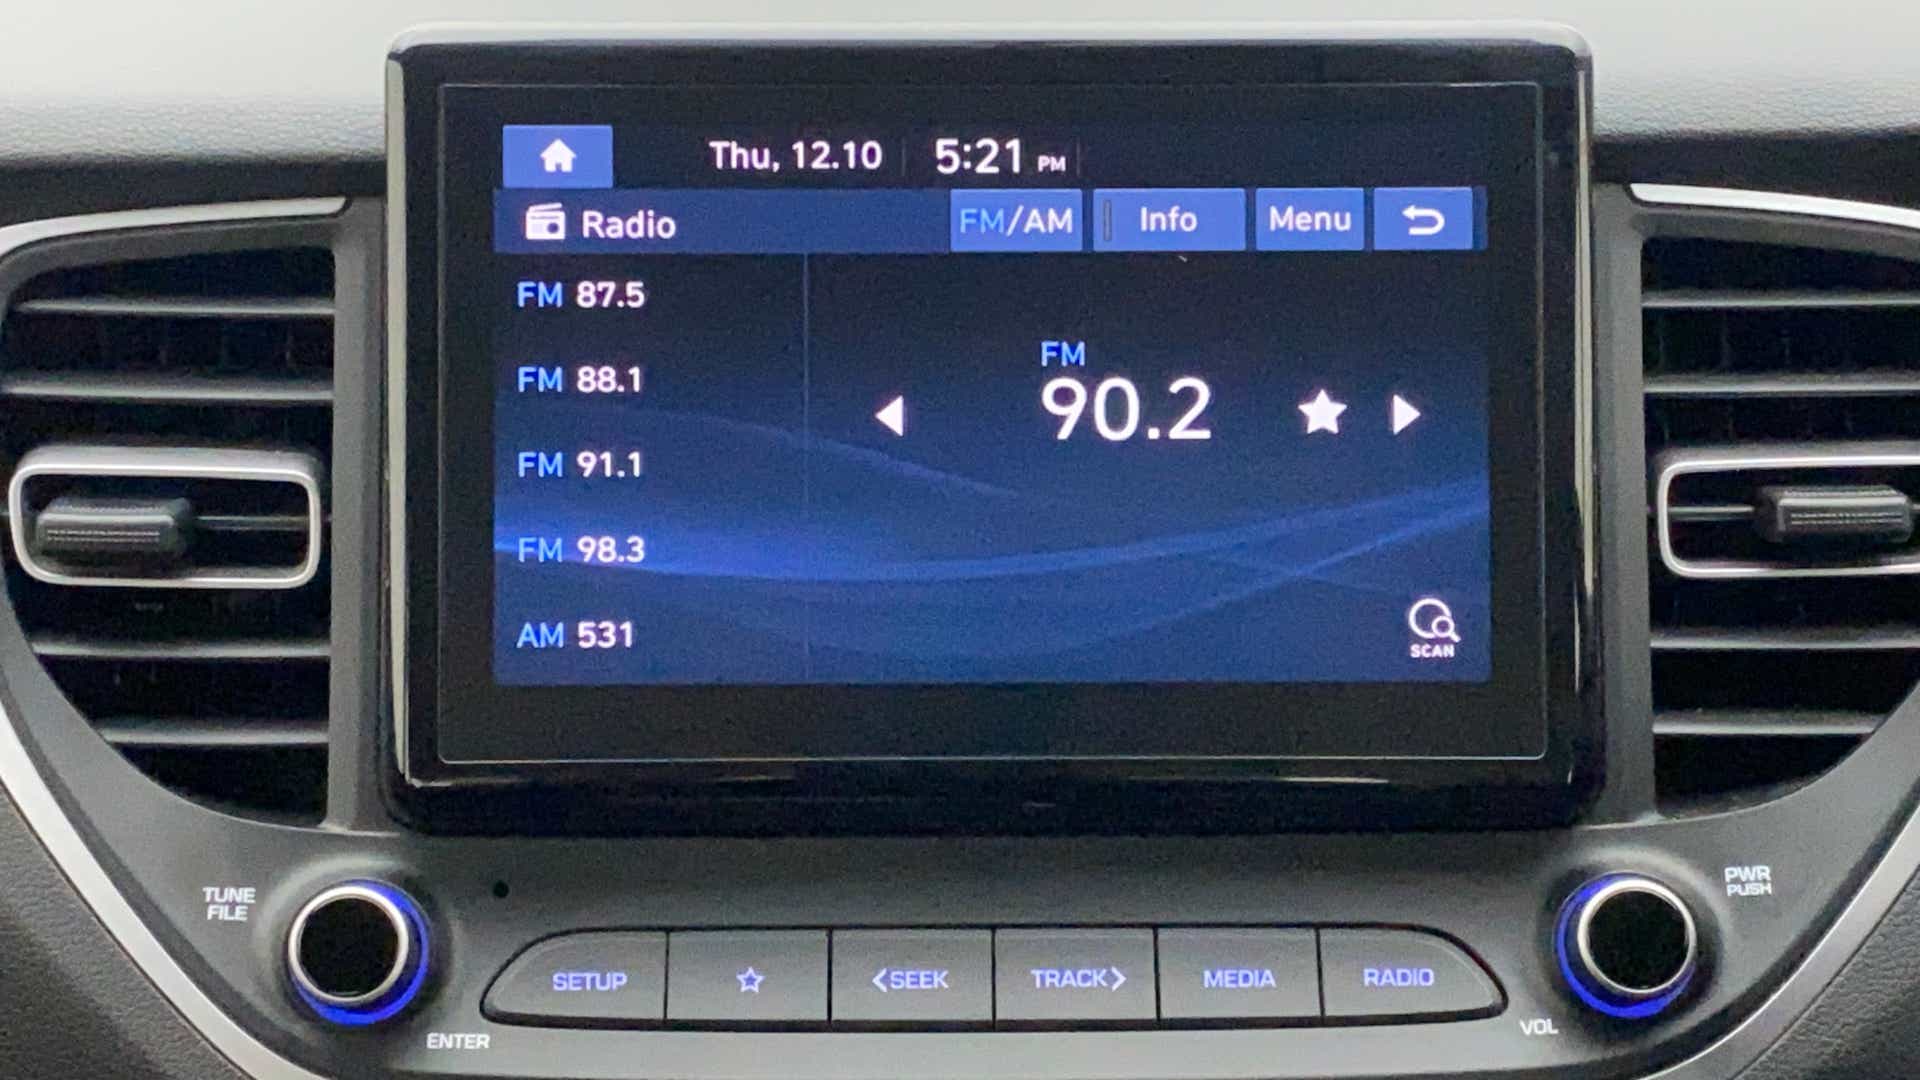 Thu, 12.10 5:21 PM
Radio FM/AM Info Menu
FM 87.5
FM 88.1
FM 91.1
FM 98.3
AM 531
FM
90.2
SCAN
TUNE
FILE
PWR
PUSH
SETUP <SEEK TRACK> MEDIA RADIO
ENTER
VOL